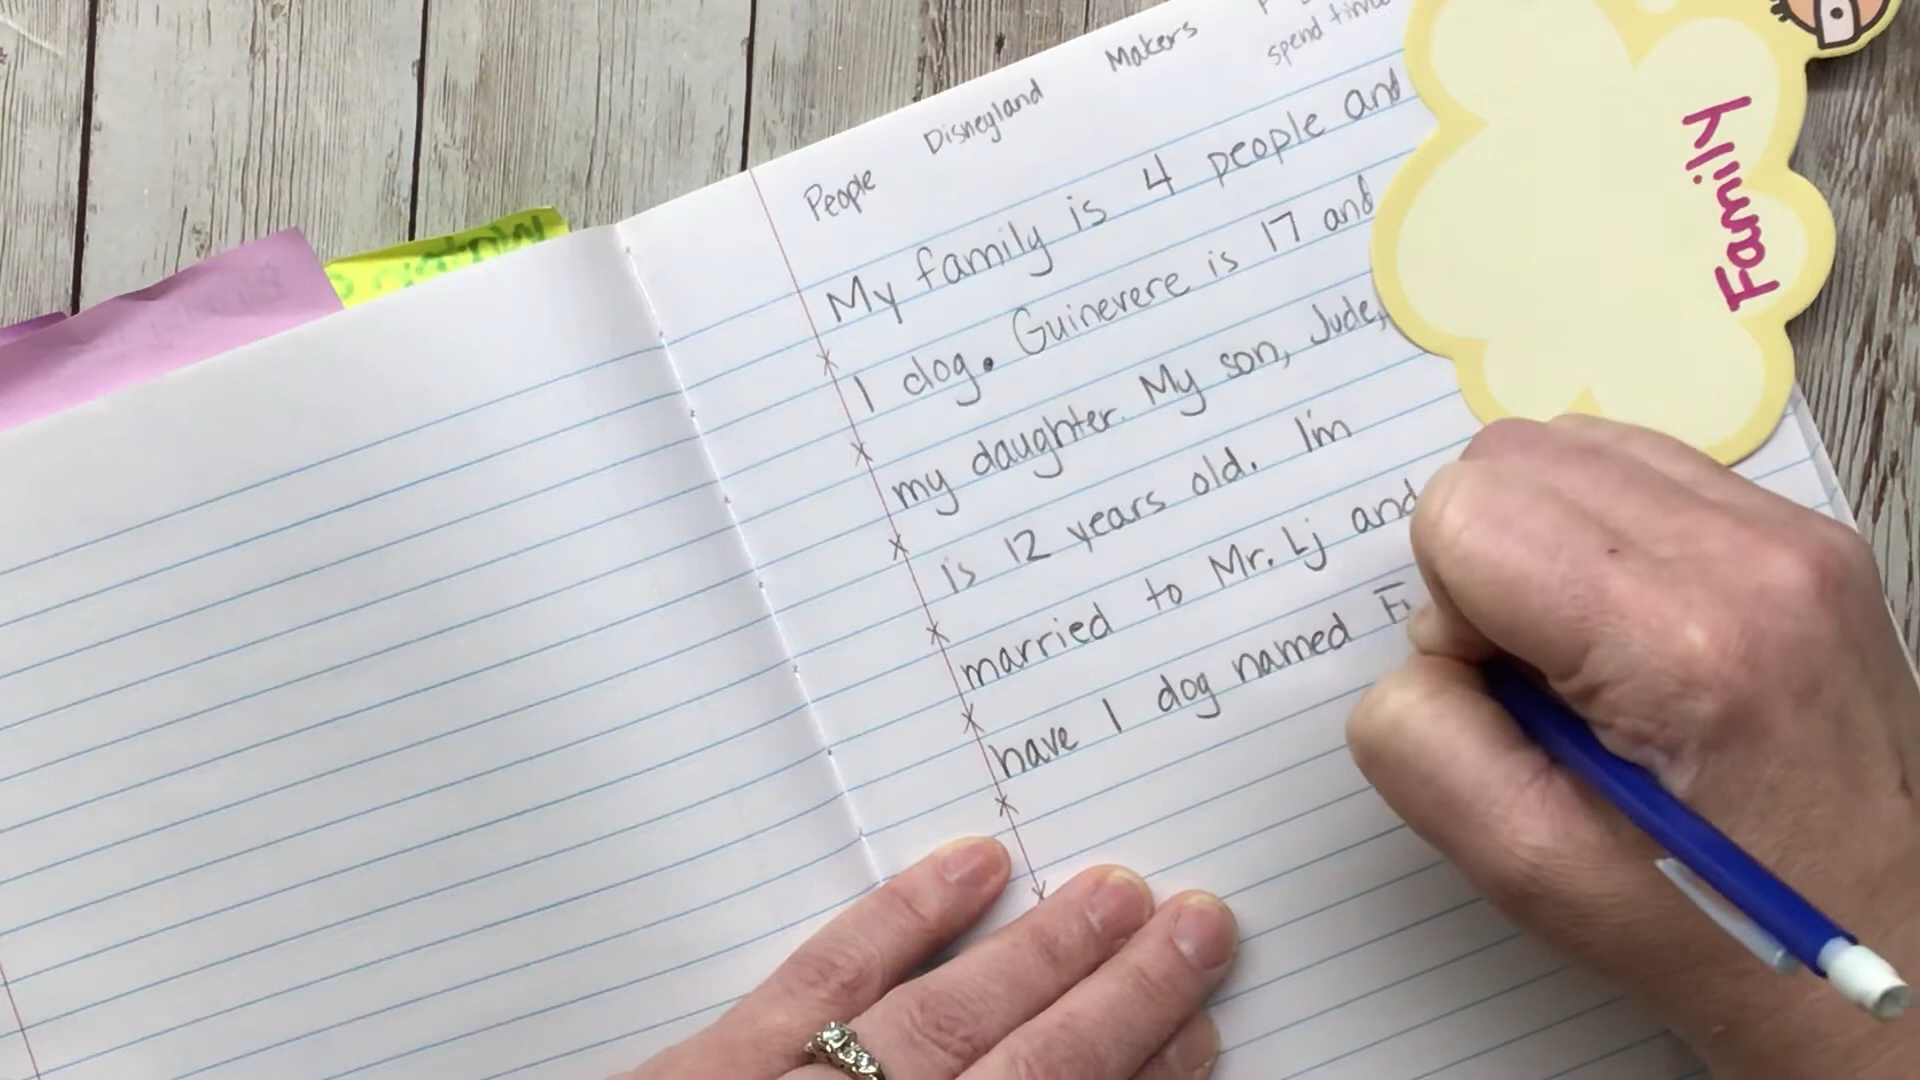 People Disneyland Makers
spend
My family is 4 people and
1 dog. Guinevere is 17 and
my daughter. My son, Jude,
is 12 years old. I'm
married to Mr. Lj and
have 1 dog named Fi
Family